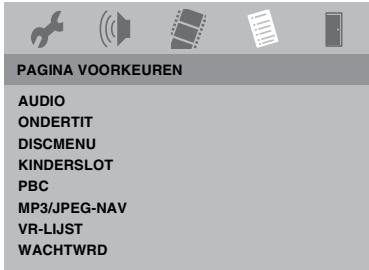 PAGINA VOORKEUREN
AUDIO
ONDERTIT
DISCMENU
KINDERSLOT
PBC
MP3/JPEG-NAV
VR-LIJST
WACHTWRD